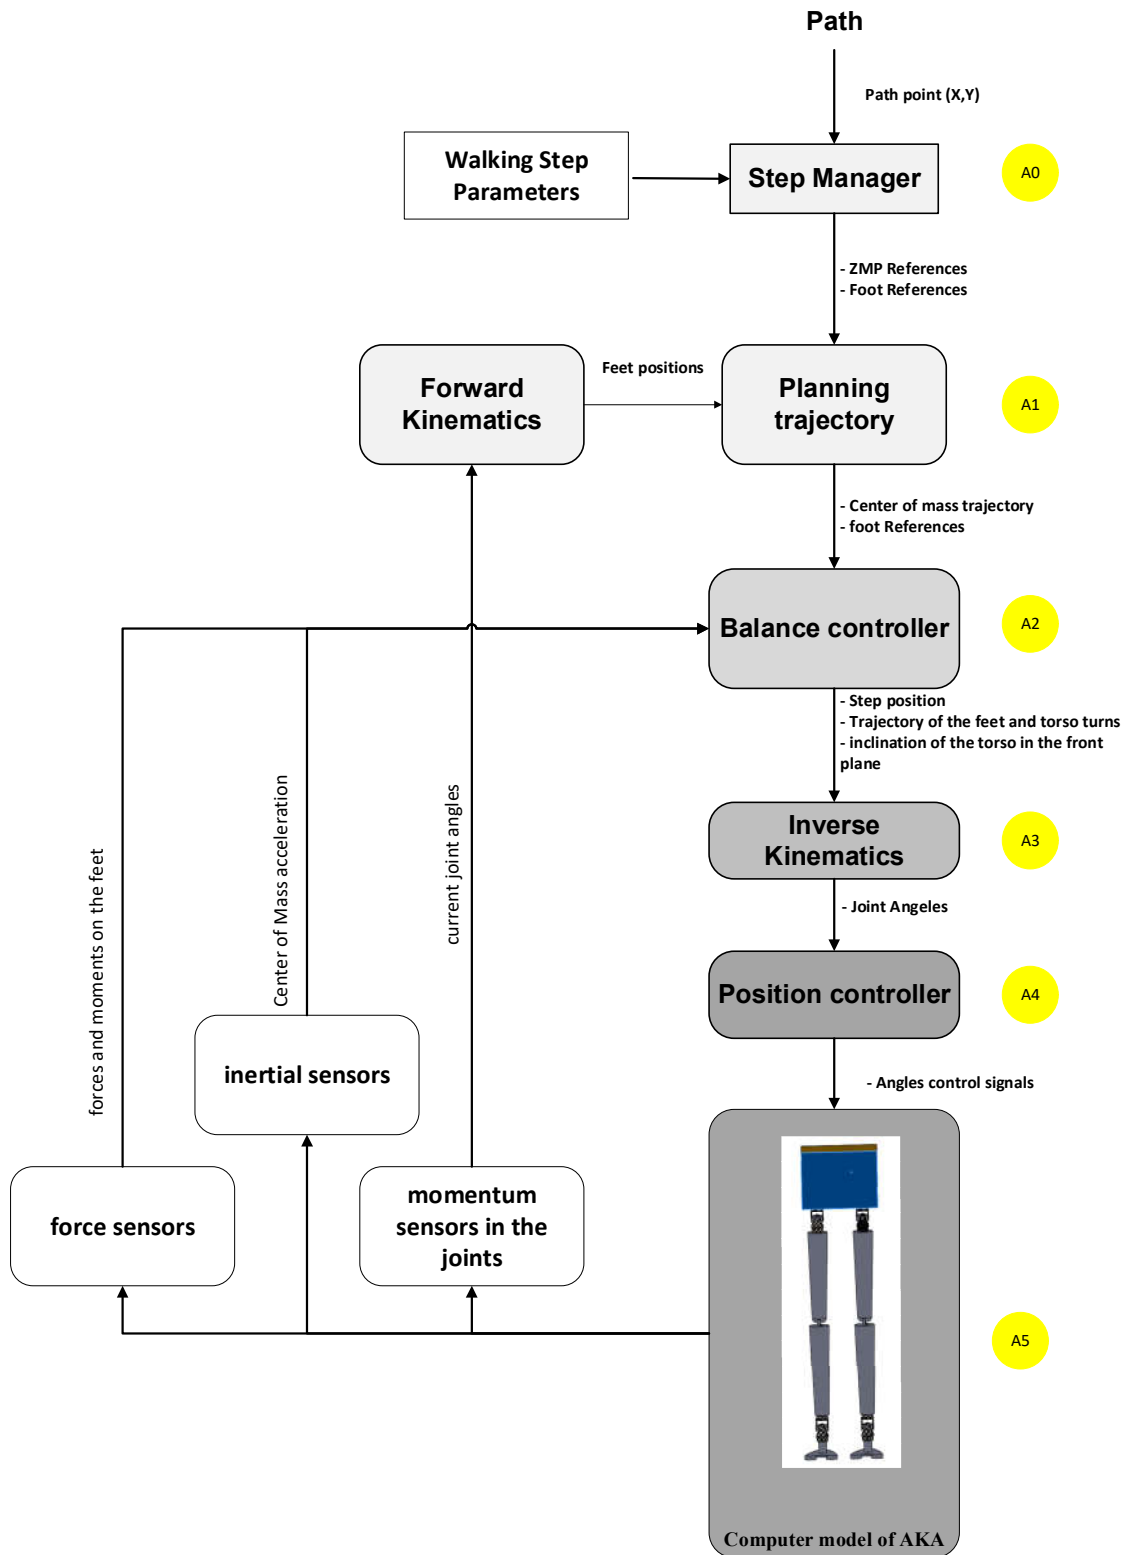 Path
Path point (X,Y)
Walking Step
Parameters
Step Manager
A0
- ZMP References
- Foot References
Forward
Kinematics
Feet positions
Planning
trajectory
A1
- Center of mass trajectory
- foot References
Balance controller
A2
- Step position
- Trajectory of the feet and torso turns
- inclination of the torso in the front
plane
forces and moments on the feet
Center of Mass acceleration
current joint angles
Inverse
Kinematics
A3
- Joint Angeles
Position controller
A4
- Angles control signals
inertial sensors
force sensors
momentum
sensors in the
joints
A5
Computer model of AKA